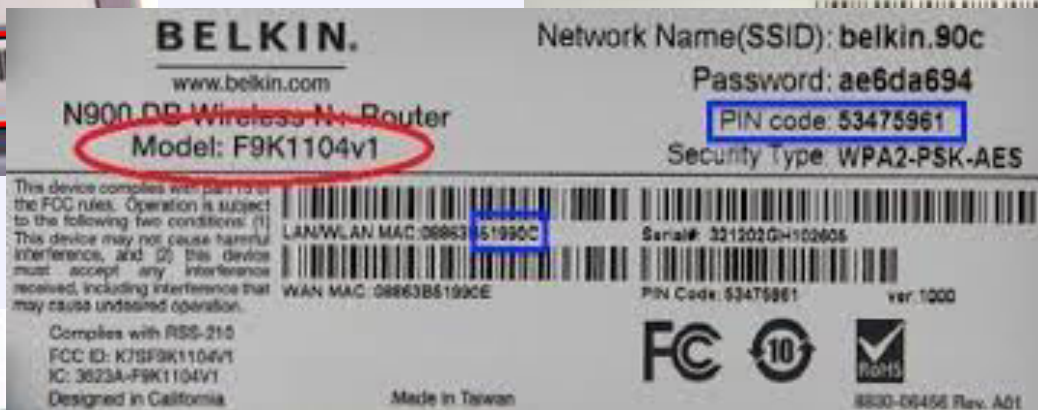 BELKIN.
www.belkin.com
N900 DB Wireless N+ Router
Model: F9K1104v1
Network Name(SSID): belkin.90c
Password: ae6da694
PIN code: 53475961
Security Type: WPA2-PSK-AES
This device complies with part 15 of
the FCC rules. Operation is subject
to the following two conditions: (1)
This device may not cause harmful
interference, and (2) this device
must accept any interference
received, including interference that
may cause undesired operation.
LAN/WLAN MAC:08863B51990C
Serial#: 321202GH102605
WAN MAC: 08863B5199CE
PIN Code: 53475961
ver.1000
Complies with RSS-210
FCC ID: K7SF9K1104V1
IC: 3623A-F9K1104V1
Designed in California
Made in Taiwan
FC
10
RoHS
8830-06456 Rev. A01